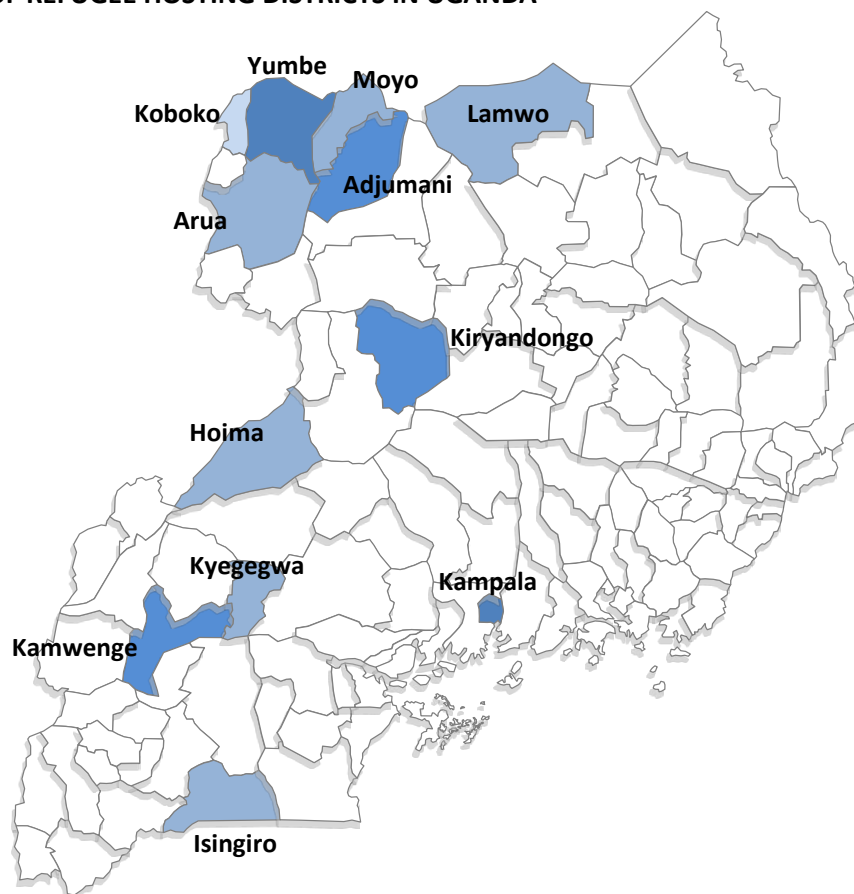 REFUGEE HOSTING DISTRICTS IN UGANDA
Yumbe
Moyo
Koboko
Lamwo
Adjumani
Arua
Kiryandongo
Hoima
Kyegegwa
Kampala
Kamwenge
Isingiro